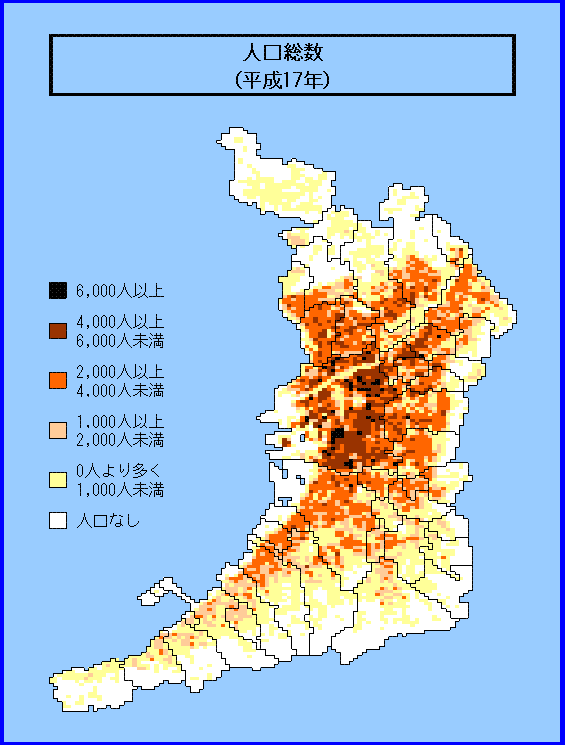 人口総数
(平成17年)
6,000人以上
4,000人以上
6,000人未満
2,000人以上
4,000人未満
1,000人以上
2,000人未満
0人より多く
1,000人未満
人口なし